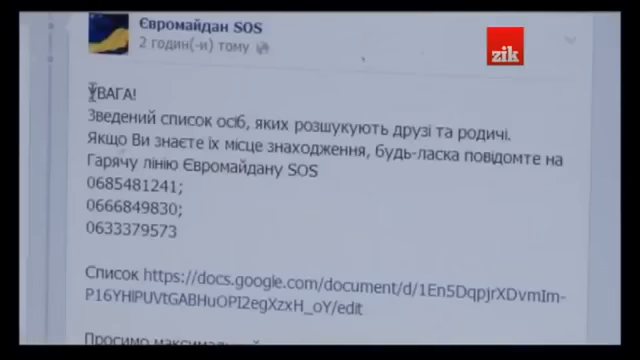 Євромайдан SOS
2 годин(-и) тому
zik
УВАГА!
Зведений список осіб, яких розшукують друзі та родичі.
Якщо Ви знаєте їх місце знаходження, будь-ласка повідомте на
Гарячу лінію Євромайдану SOS
0685481241;
0666849830;
0633379573
Список https://docs.google.com/document/d/1En5DqpjrXDvmIm-
P16YHlPUVtGABHuOPI2egXzxH_oY/edit
Просимо